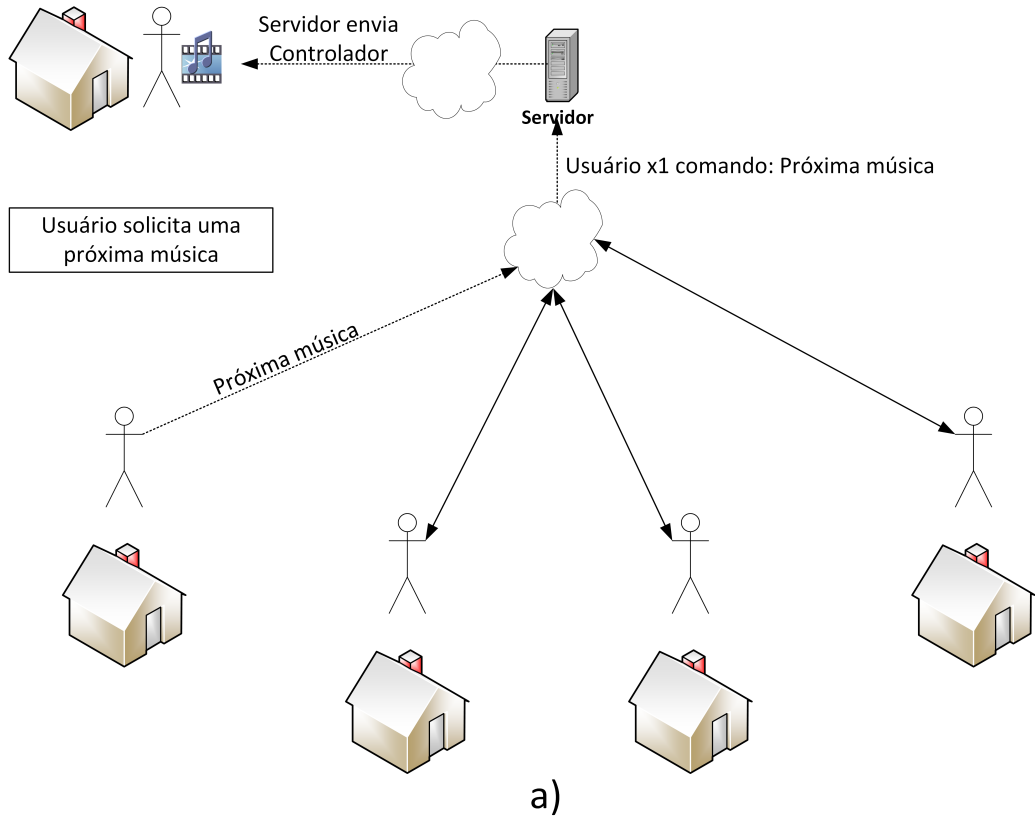 Servidor envia
Controlador
Servidor
Usuário x1 comando: Próxima música
Usuário solicita uma
próxima música
Próxima música
a)